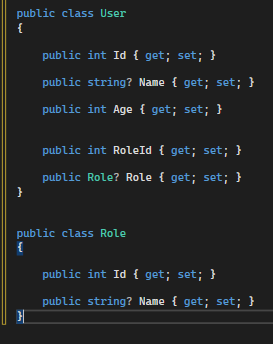 public class User
{
    public int Id { get; set; }
    public string? Name { get; set; }
    public int Age { get; set; }
    public int RoleId { get; set; }
    public Role? Role { get; set; }
}
public class Role
{
    public int Id { get; set; }
    public string? Name { get; set; }
}